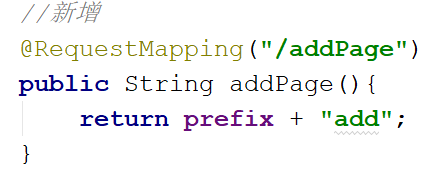 //新增
@RequestMapping("/addPage")
public String addPage(){
    return prefix + "add";
}